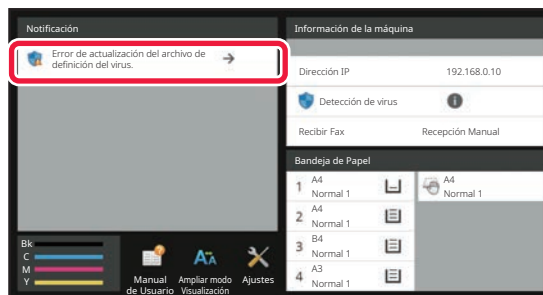 Notificación
Error de actualización del archivo de
definición del virus.
Bk
C
M
Y
Manual
de Usuario
Ampliar modo
Visualización
Ajustes
Información de la máquina
Dirección IP 192.168.0.10
Detección de virus
Recibir Fax Recepción Manual
Bandeja de Papel
1 A4
Normal 1
A4
Normal 1
2 A4
Normal 1
3 B4
Normal 1
4 A3
Normal 1